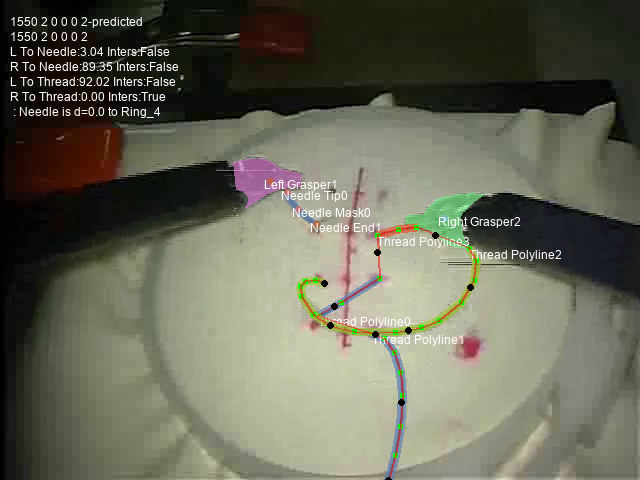 1550 2 0 0 0 2-predicted
1550 2 0 0 0 2
L To Needle:3.04 Inters:False
R To Needle:89.35 Inters:False
L To Thread:92.02 Inters:False
R To Thread:0.00 Inters:True
: Needle is d=0.0 to Ring_4
Left Grasper1
Needle Tip0
Needle Mask0
Right Grasper2
Needle End1
Thread Polyline3
Thread Polyline2
Thread Polyline0
Thread Polyline1